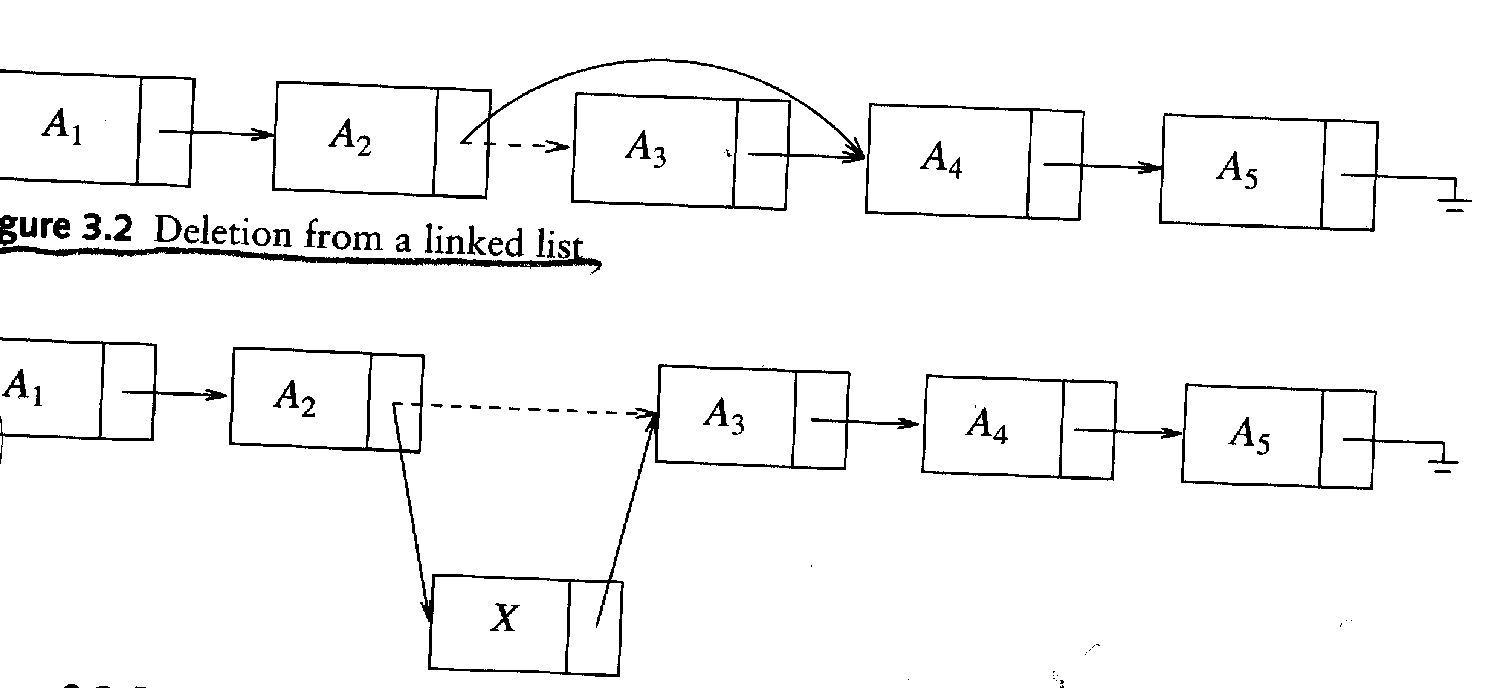 A1 A2 A3 A4 A5
gure 3.2 Deletion from a linked list
A1 A2 A3 A4 A5
X